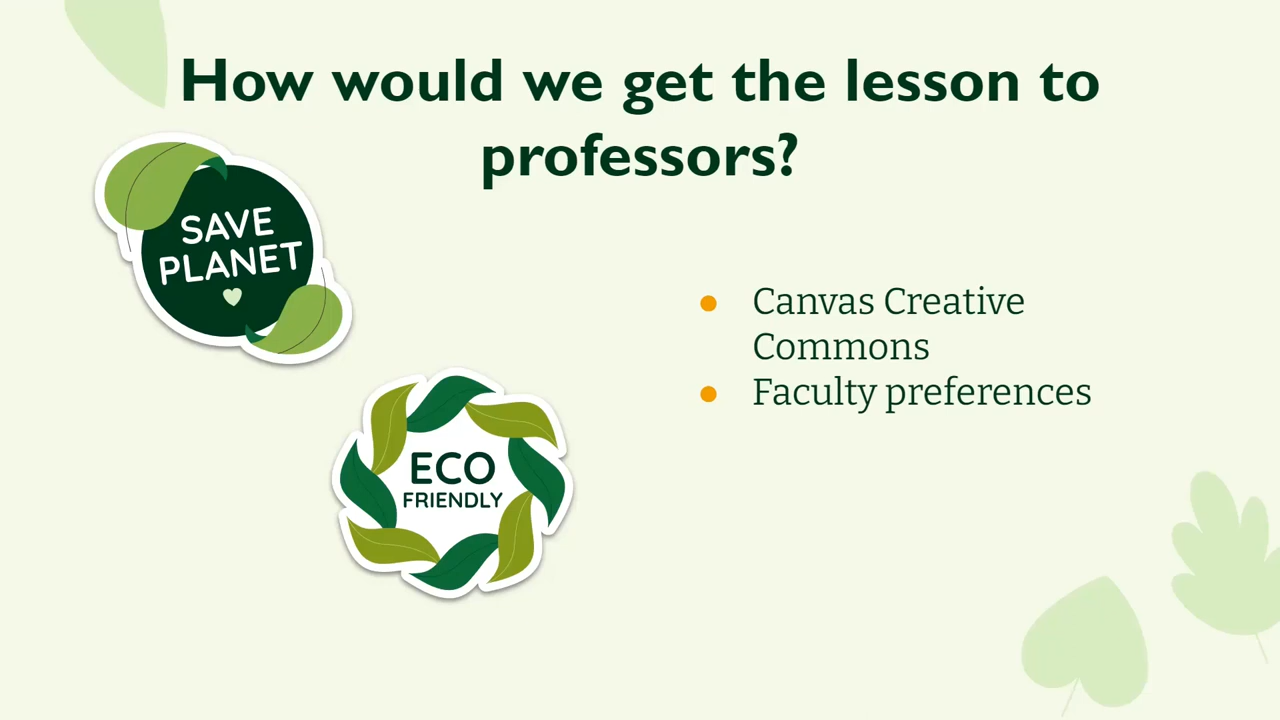 How would we get the lesson to
professors?
SAVE
PLANET
Canvas Creative
Commons
Faculty preferences
ECO
FRIENDLY